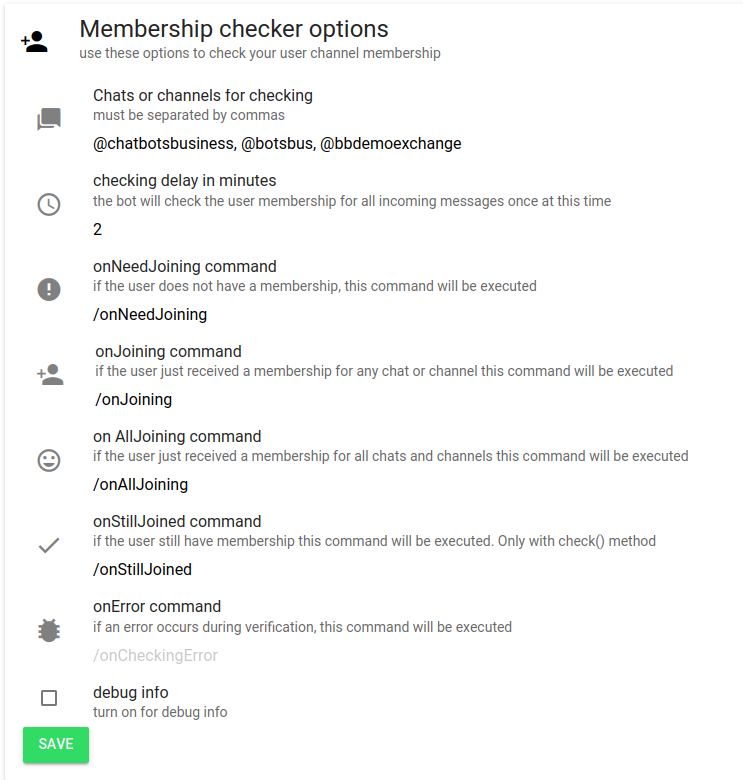 Membership checker options
use these options to check your user channel membership
Chats or channels for checking
must be separated by commas
@chatbotsbusiness, @botsbus, @bbdemoexchange
checking delay in minutes
the bot will check the user membership for all incoming messages once at this time
2
onNeedJoining command
if the user does not have a membership, this command will be executed
/onNeedJoining
onJoining command
if the user just received a membership for any chat or channel this command will be executed
/onJoining
on AllJoining command
if the user just received a membership for all chats and channels this command will be executed
/onAllJoining
onStillJoined command
if the user still have membership this command will be executed. Only with check() method
/onStillJoined
onError command
if an error occurs during verification, this command will be executed
/onCheckingError
debug info
turn on for debug info
SAVE